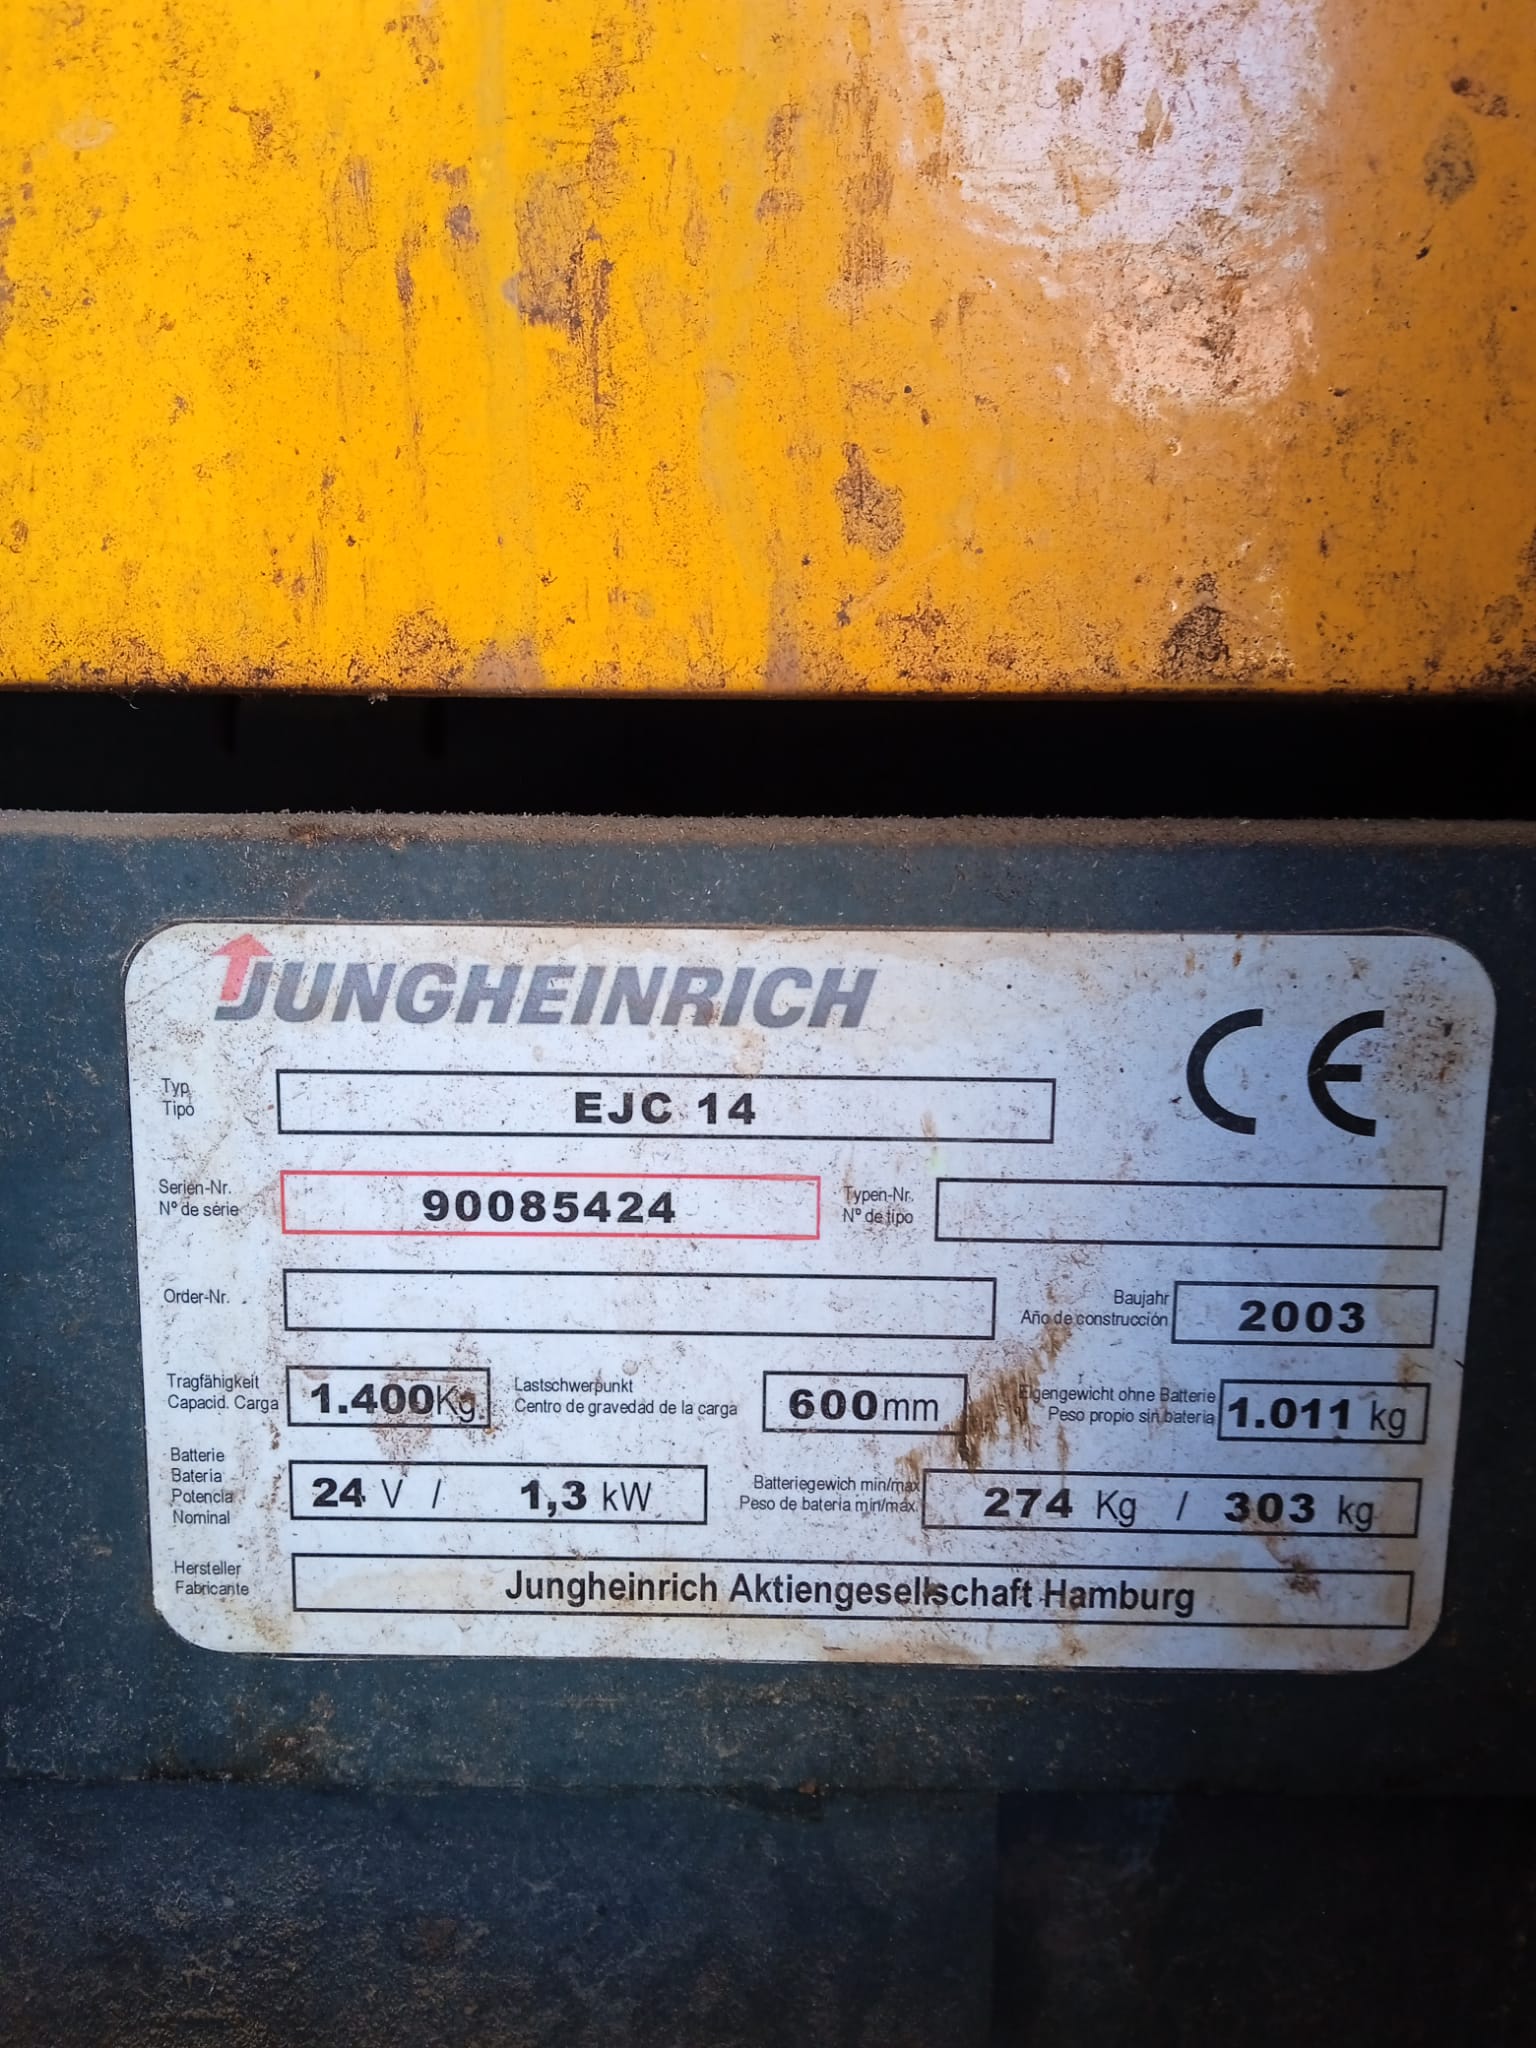 JUNGHEINRICH
CE
Typ
Tipo
EJC 14
Serien-Nr.
Nº de série
90085424
Typen-Nr.
Nº de tipo
Order-Nr.
Baujahr
Año de construcción
2003
Tragfähigkeit
Capacid. Carga
1.400Kg.
Lastschwerpunkt
Centro de gravedad de la carga
600mm
Eigengewicht ohne Batterie
Peso propio sin batería
1.011 kg
Batterie
Bateria
Potencia
Nominal
24 V / 1,3 kW
Batteriegewich min/max
Peso de bateria min/máx.
274 Kg / 303 kg
Hersteller
Fabricante
Jungheinrich Aktiengesellschaft Hamburg